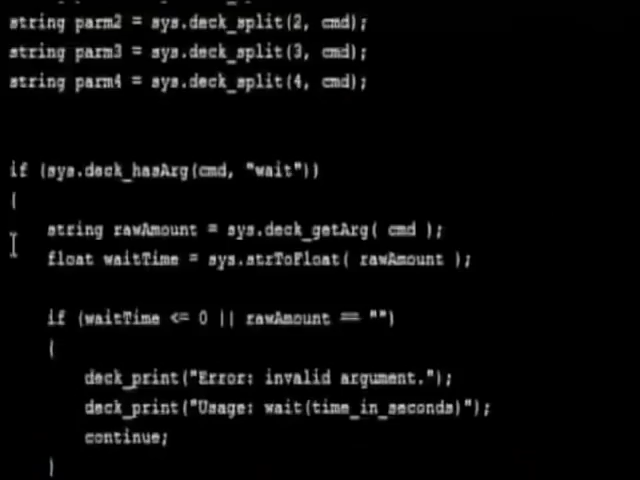 string parm2 = sys.deck_split(2, cmd);
string parm3 = sys.deck_split(3, cmd);
string parm4 = sys.deck_split(4, cmd);
if (sys.deck_hasArg(cmd, "wait"))
{
string rawAmount = sys.deck_getArg( cmd );
float waitTime = sys.strToFloat( rawAmount );
if (waitTime <= 0 || rawAmount == "")
{
deck_print("Error: invalid argument.");
deck_print("Usage: wait(time_in_seconds)");
continue;
}